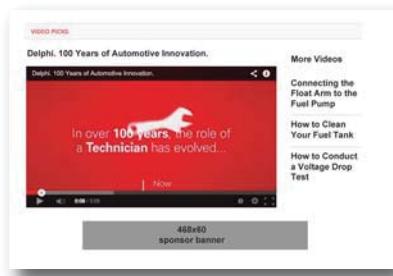 VIDEO PICKS
Delphi. 100 Years of Automotive Innovation.
Delphi. 100 Years of Automotive Innovation.
In over 100 years, the role of
a Technician has evolved...
Now
More Videos
Connecting the
Float Arm to the
Fuel Pump
How to Clean
Your Fuel Tank
How to Conduct
a Voltage Drop
Test
468x60
sponsor banner